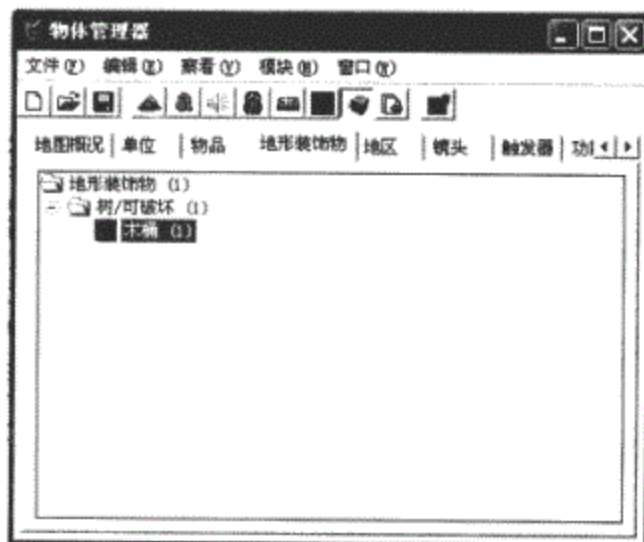 物体管理器
文件(F) 编辑(E) 察看(V) 模块(M) 窗口(W)
地图概况 单位 物品 地形装饰物 地区 镜头 触发器
地形装饰物 (1)
树/可破坏 (1)
木桶 (1)